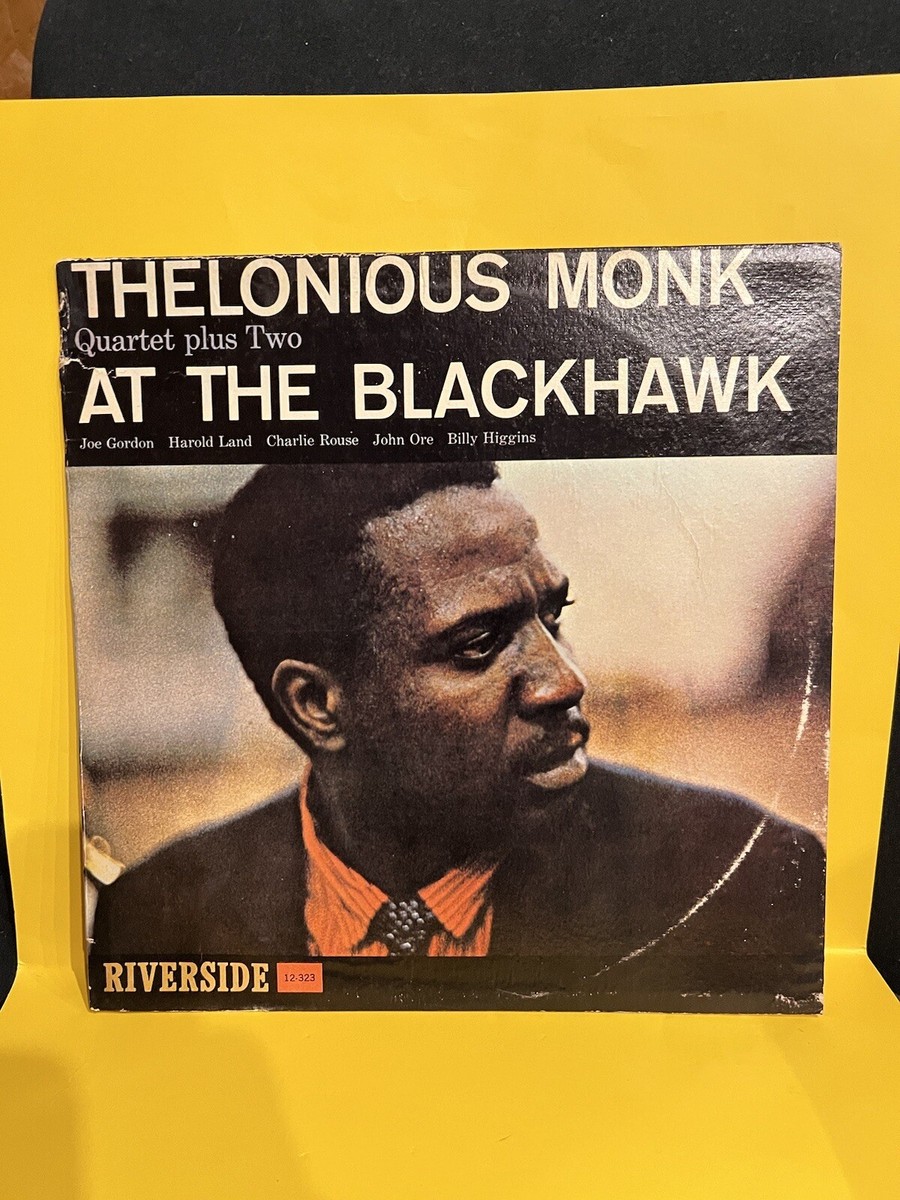 THELONIOUS MONK
Quartet plus Two
AT THE BLACKHAWK
Joe Gordon Harold Land Charlie Rouse John Ore Billy Higgins
RIVERSIDE 12-323